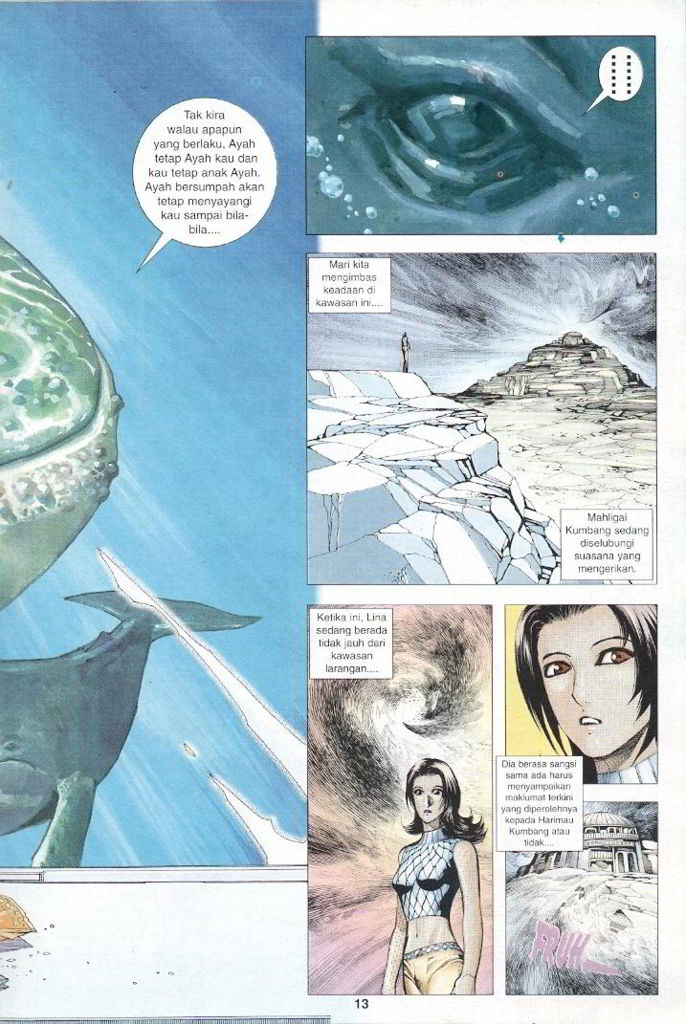 Tak kira
walau apapun
yang berlaku, Ayah
tetap Ayah kau dan
kau tetap anak Ayah.
Ayah bersumpah akan
tetap menyayangi
kau sampai bila-
bila....
Mari kita
mengimbas
keadaan di
kawasan ini....
Mahligai
Kumbang sedang
diselubungi
suasana yang
mengerikan.
Ketika ini, Lina
sedang berada
tidak jauh dari
kawasan
larangan....
Dia berasa sangsi
sama ada harus
menyampaikan
maklumat terkini
yang diperolehnya
kepada Harimau
Kumbang atau
tidak....
FRUH...
13